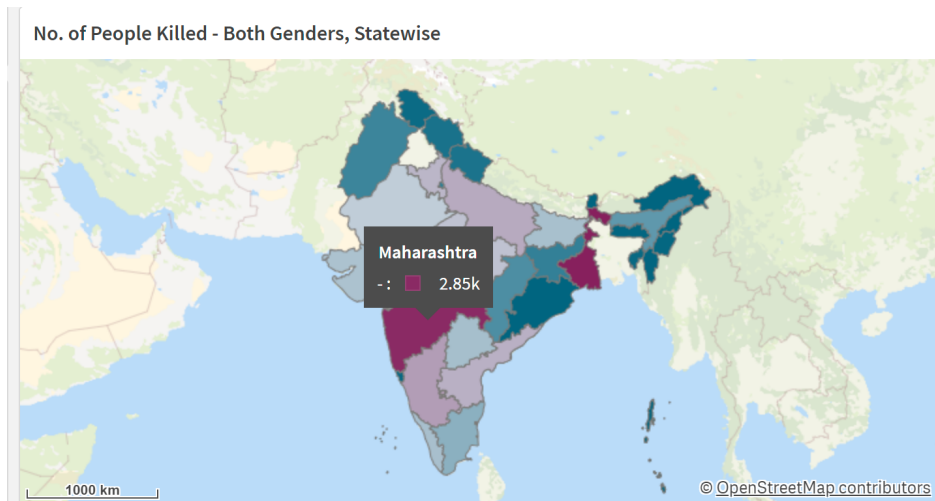 No. of People Killed - Both Genders, Statewise
Maharashtra
- : 2.85k
1000 km
© OpenStreetMap contributors